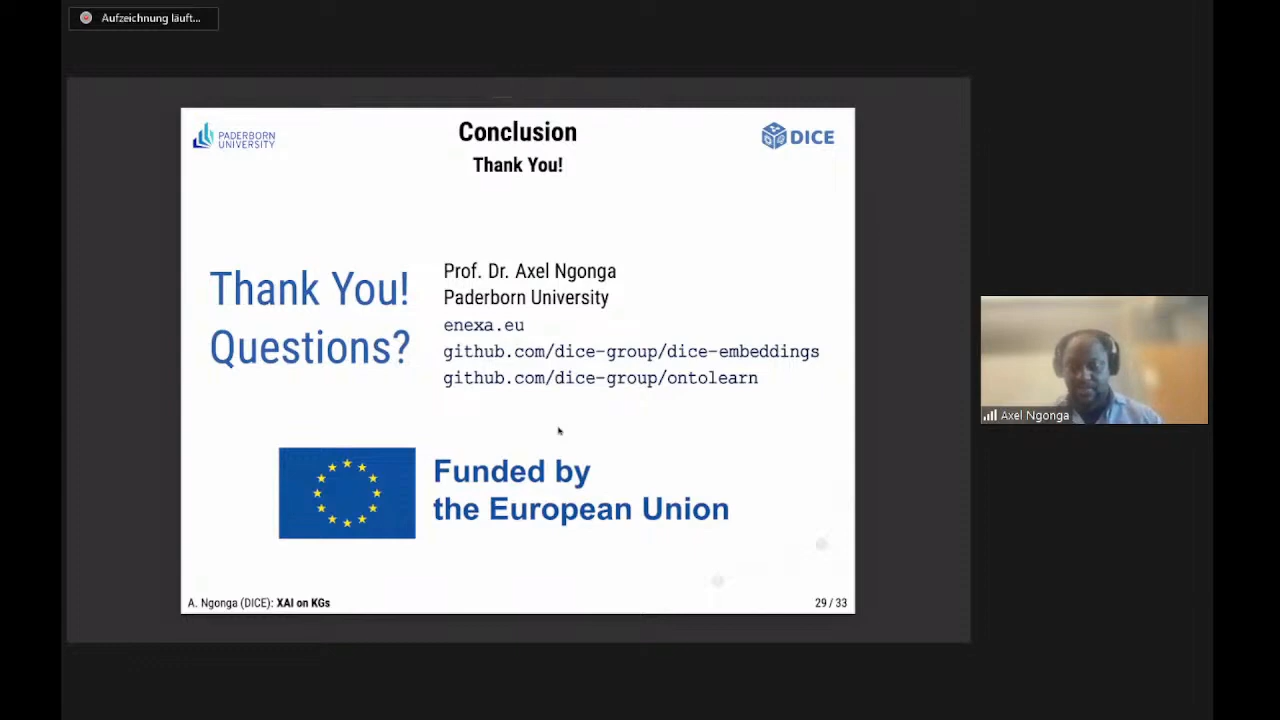 Aufzeichnung läuft...
PADERBORN
UNIVERSITY
Conclusion
Thank You!
DICE
Thank You!
Questions?
Prof. Dr. Axel Ngonga
Paderborn University
enexa.eu
github.com/dice-group/dice-embeddings
github.com/dice-group/ontolearn
Funded by
the European Union
A. Ngonga (DICE): XAI on KGs
29 / 33
Axel Ngonga